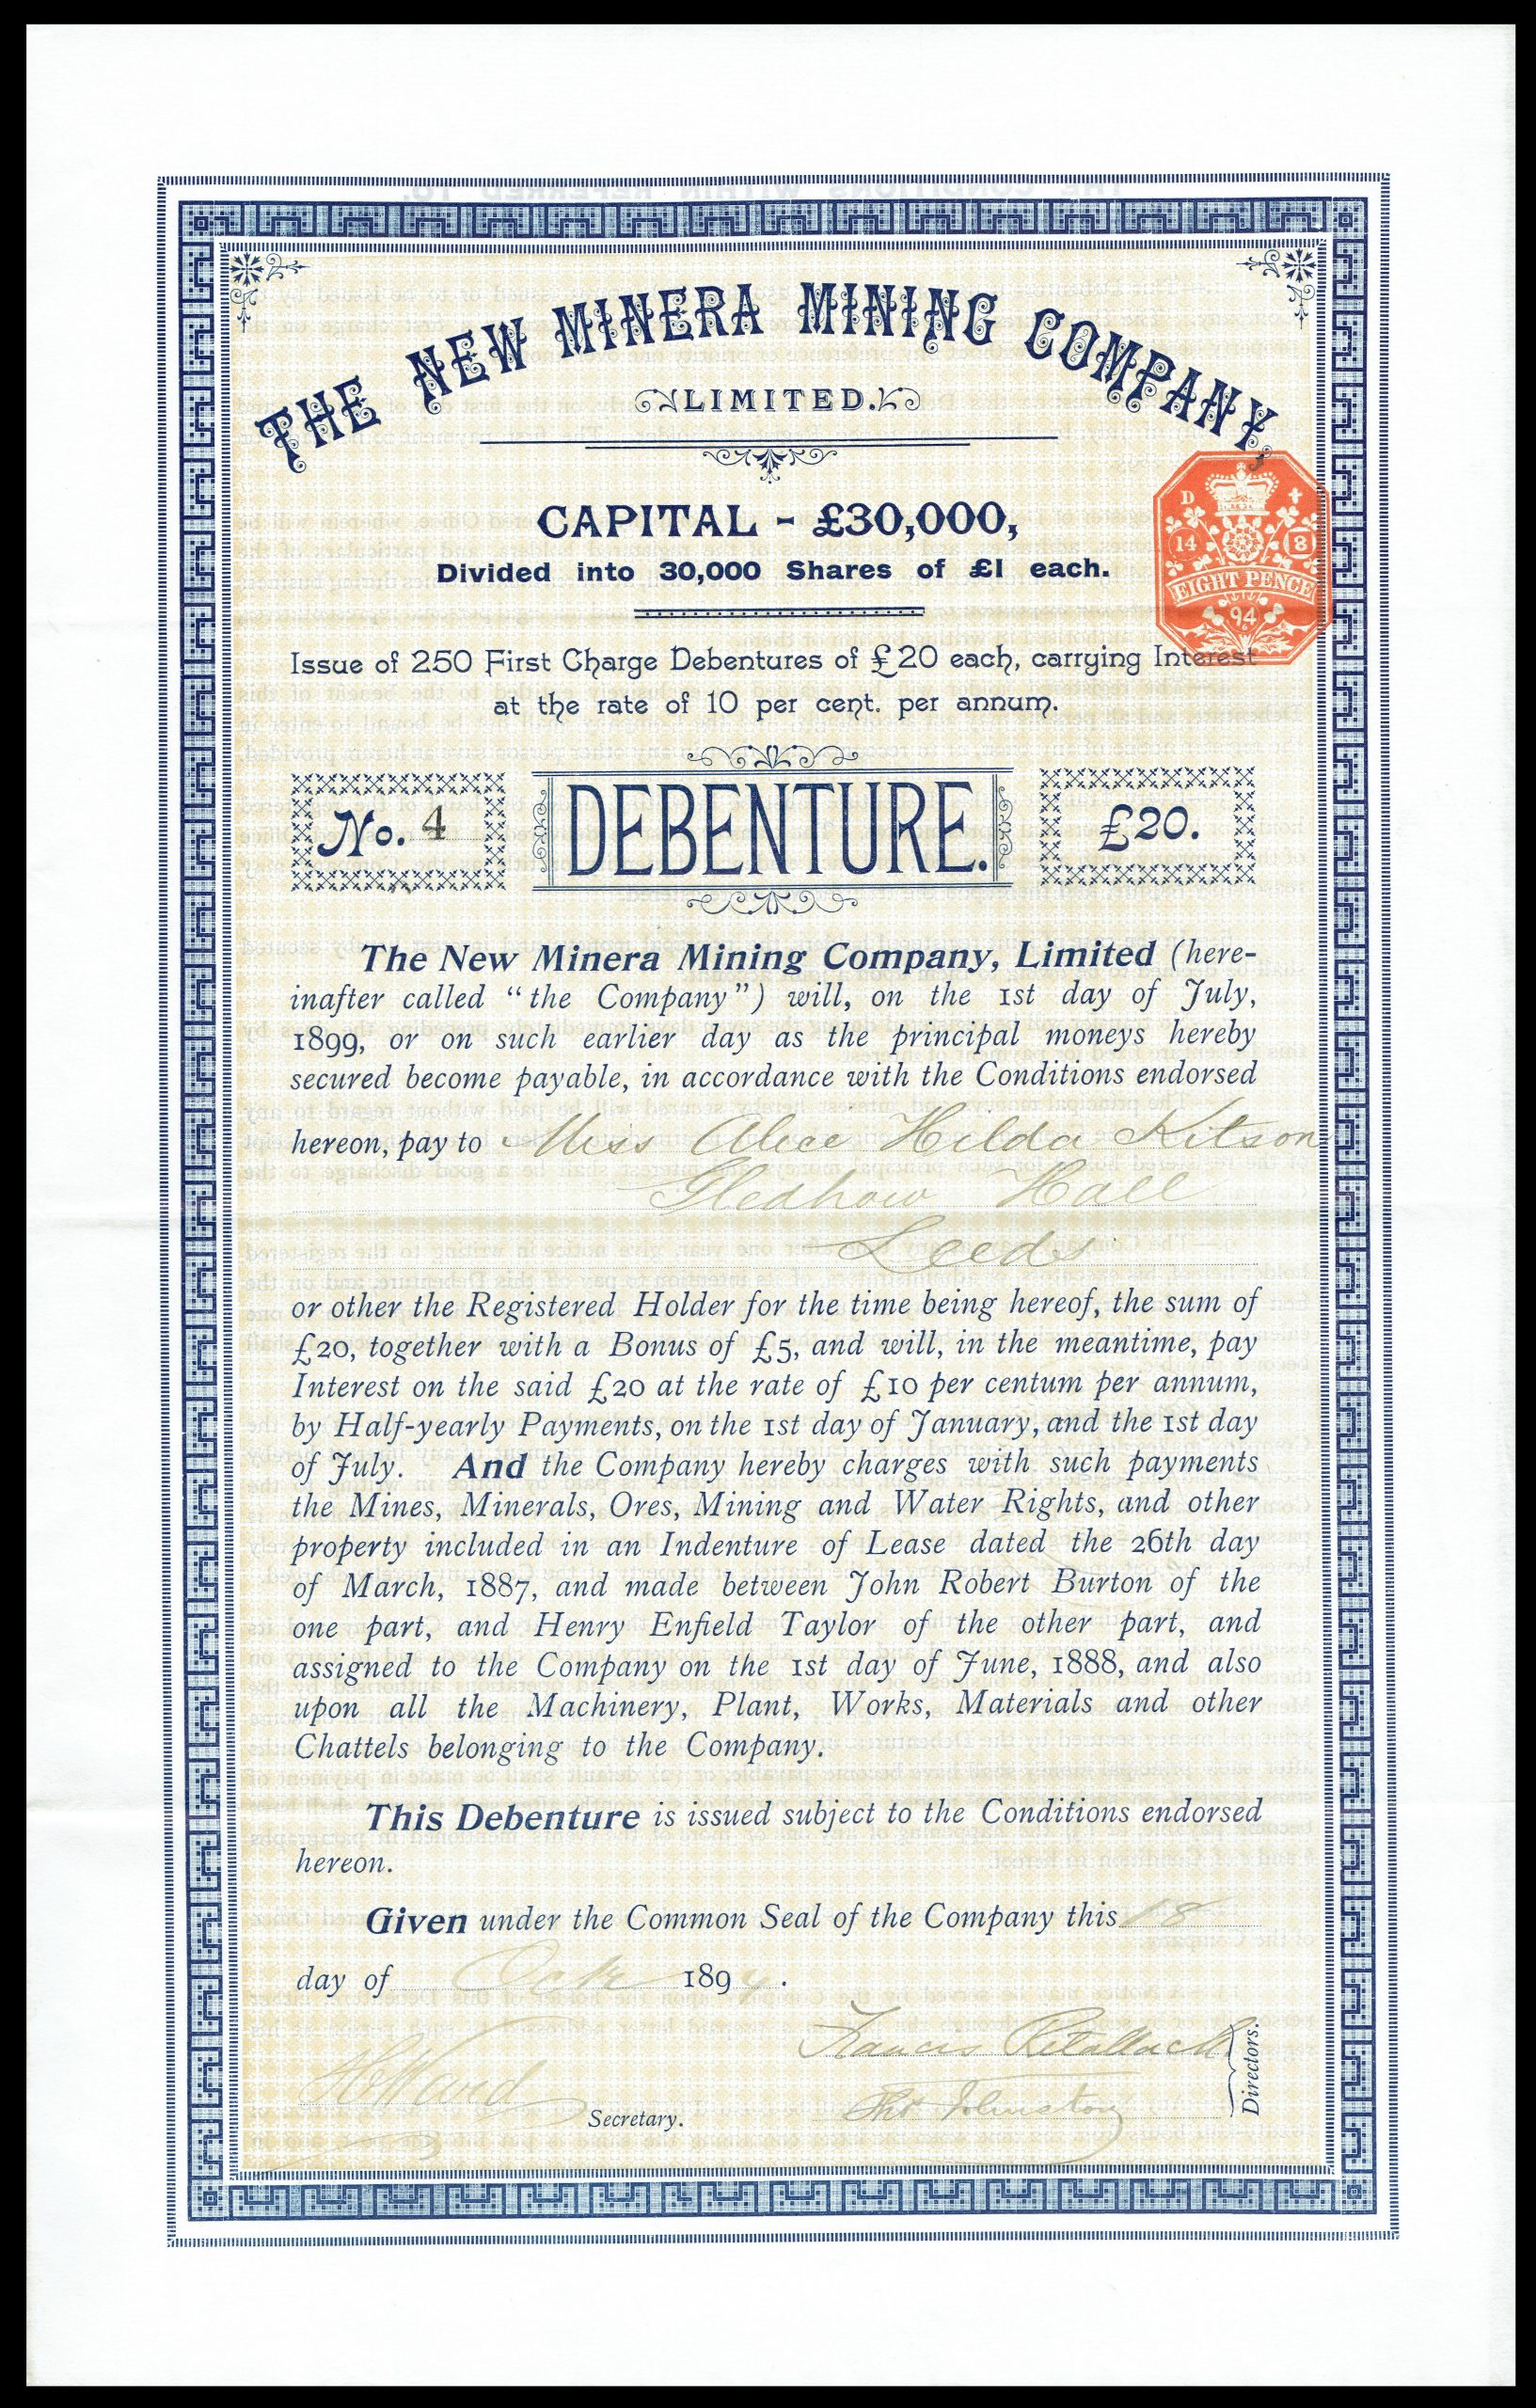 THE NEW MINERA MINING COMPANY,
LIMITED.
CAPITAL - £30,000,
Divided into 30,000 Shares of £1 each.
D
14 8
EIGHT PENCE
94
Issue of 250 First Charge Debentures of £20 each, carrying Interest
at the rate of 10 per cent. per annum.
No. 4 DEBENTURE. £20.
The New Minera Mining Company, Limited (here-
inafter called "the Company") will, on the 1st day of July,
1899, or on such earlier day as the principal moneys hereby
secured become payable, in accordance with the Conditions endorsed
hereon, pay to Miss Alice Hilda Kitson
Gledhow Hall
Leeds
or other the Registered Holder for the time being hereof, the sum of
£20, together with a Bonus of £5, and will, in the meantime, pay
Interest on the said £20 at the rate of £10 per centum per annum,
by Half-yearly Payments, on the 1st day of January, and the 1st day
of July. And the Company hereby charges with such payments
the Mines, Minerals, Ores, Mining and Water Rights, and other
property included in an Indenture of Lease dated the 26th day
of March, 1887, and made between John Robert Burton of the
one part, and Henry Enfield Taylor of the other part, and
assigned to the Company on the 1st day of June, 1888, and also
upon all the Machinery, Plant, Works, Materials and other
Chattels belonging to the Company.
This Debenture is issued subject to the Conditions endorsed
hereon.
Given under the Common Seal of the Company this 18
day of Oct 1894.
Francis Retallack
Thos Johnston
Directors.
Secretary.